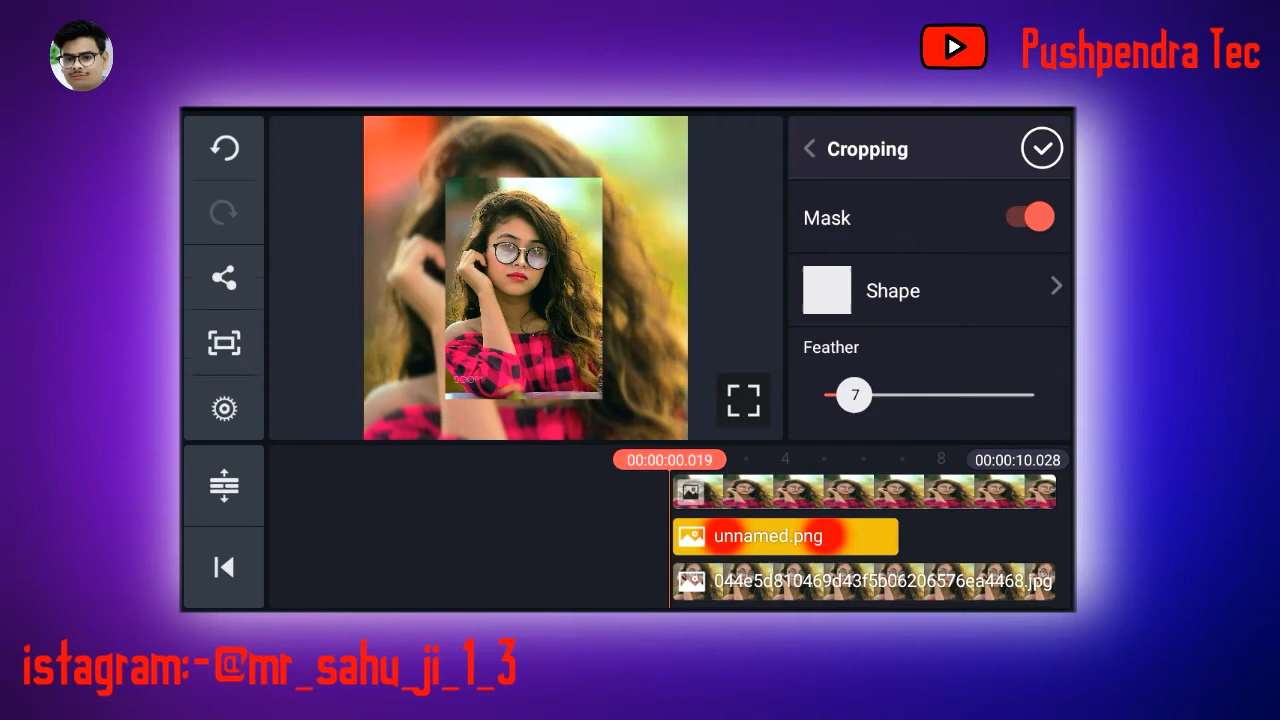 Pushpendra Tec
Cropping
Mask
Shape
Feather
7
00:00:00.019
4
8
00:00:10.028
unnamed.png
044e5d810469d43f5b06206576ea4468.jpg
istagram:-@mr_sahu_ji_1_3